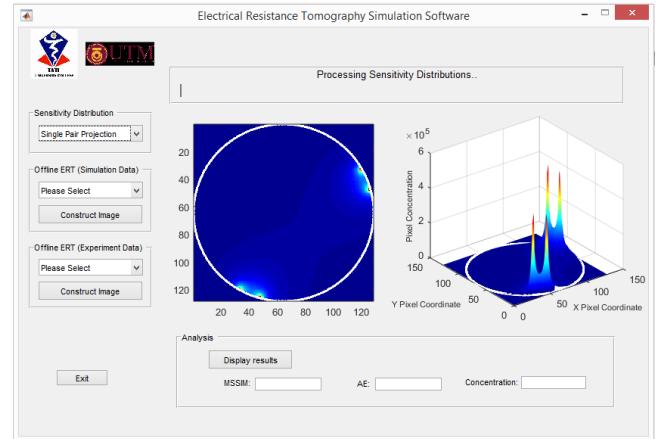 Electrical Resistance Tomography Simulation Software
UTM
TATI
Processing Sensitivity Distributions..
Sensitivity Distribution
Single Pair Projection
Offline ERT (Simulation Data)
Please Select
Construct Image
Offline ERT (Experiment Data)
Please Select
Construct Image
Exit
20
40
60
80
100
120
20 40 60 80 100 120
×10^5
6
4
2
0
Pixel Concentration
150
100
50
0
Y Pixel Coordinate
0
50
100
150
X Pixel Coordinate
Analysis
Display results
MSSIM: AE: Concentration: